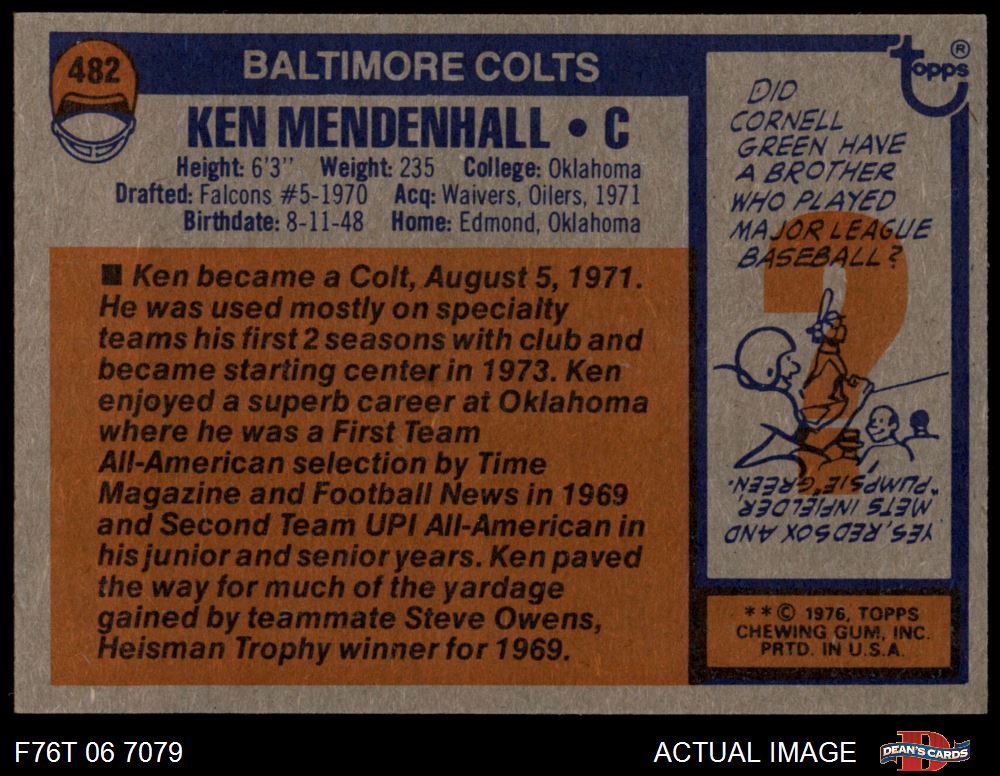 482
BALTIMORE COLTS
KEN MENDENHALL • C
Height: 6'3'' Weight: 235 College: Oklahoma
Drafted: Falcons #5-1970 Acq: Waivers, Oilers, 1971
Birthdate: 8-11-48 Home: Edmond, Oklahoma
■ Ken became a Colt, August 5, 1971.
He was used mostly on specialty
teams his first 2 seasons with club and
became starting center in 1973. Ken
enjoyed a superb career at Oklahoma
where he was a First Team
All-American selection by Time
Magazine and Football News in 1969
and Second Team UPI All-American in
his junior and senior years. Ken paved
the way for much of the yardage
gained by teammate Steve Owens,
Heisman Trophy winner for 1969.
topps ®
DID
CORNELL
GREEN HAVE
A BROTHER
WHO PLAYED
MAJOR LEAGUE
BASEBALL?
?
YES, RED SOX AND
METS INFIELDER,
"PUMPSIE" GREEN.
** © 1976, TOPPS
CHEWING GUM, INC.
PRTD. IN U.S.A.
F76T 06 7079
ACTUAL IMAGE
D
DEAN'S CARDS